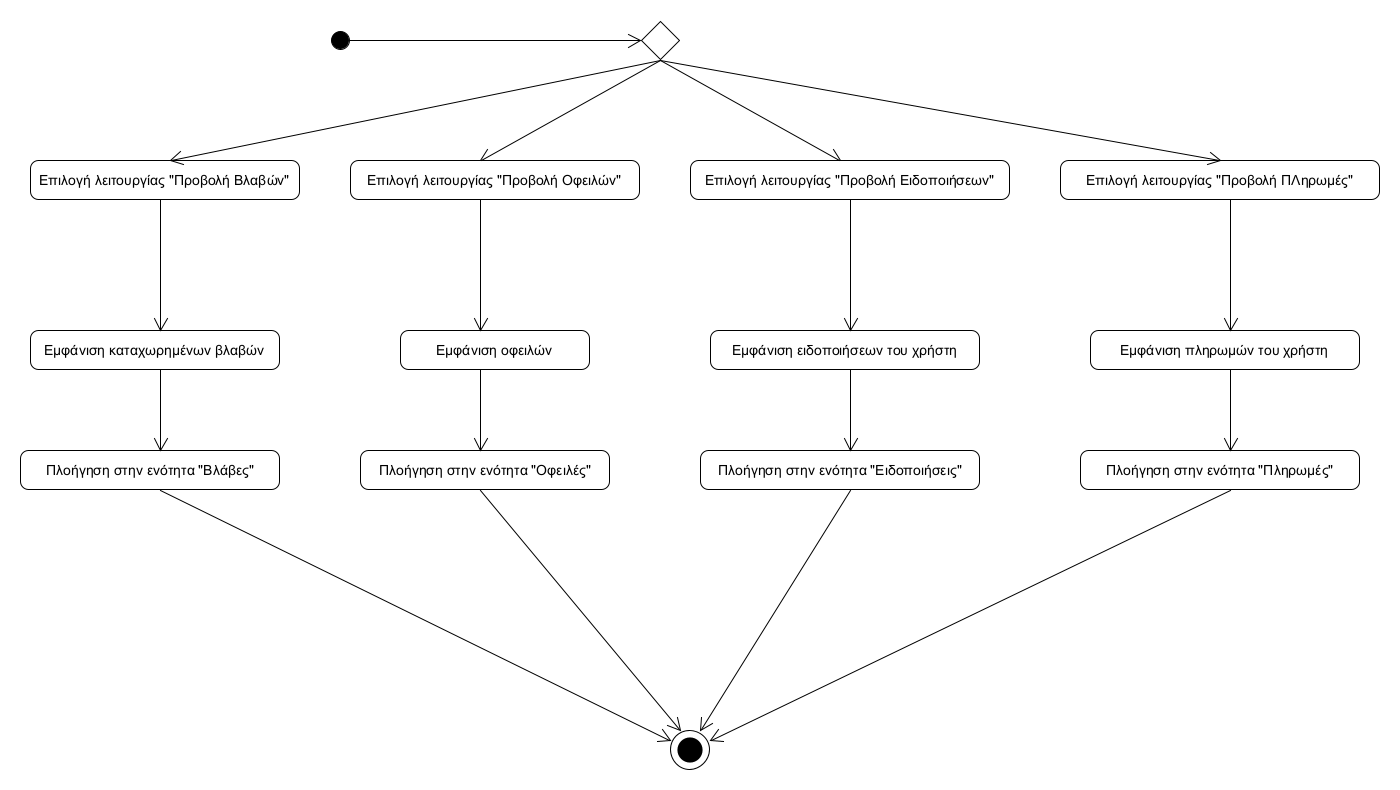 Επιλογή λειτουργίας "Προβολή Βλαβών"
Επιλογή λειτουργίας "Προβολή Οφειλών"
Επιλογή λειτουργίας "Προβολή Ειδοποιήσεων"
Επιλογή λειτουργίας "Προβολή ΠΛηρωμές"
Εμφάνιση καταχωρημένων βλαβών
Εμφάνιση οφειλών
Εμφάνιση ειδοποιήσεων του χρήστη
Εμφάνιση πληρωμών του χρήστη
Πλοήγηση στην ενότητα "Βλάβες"
Πλοήγηση στην ενότητα "Οφειλές"
Πλοήγηση στην ενότητα "Ειδοποιήσεις"
Πλοήγηση στην ενότητα "Πληρωμές"